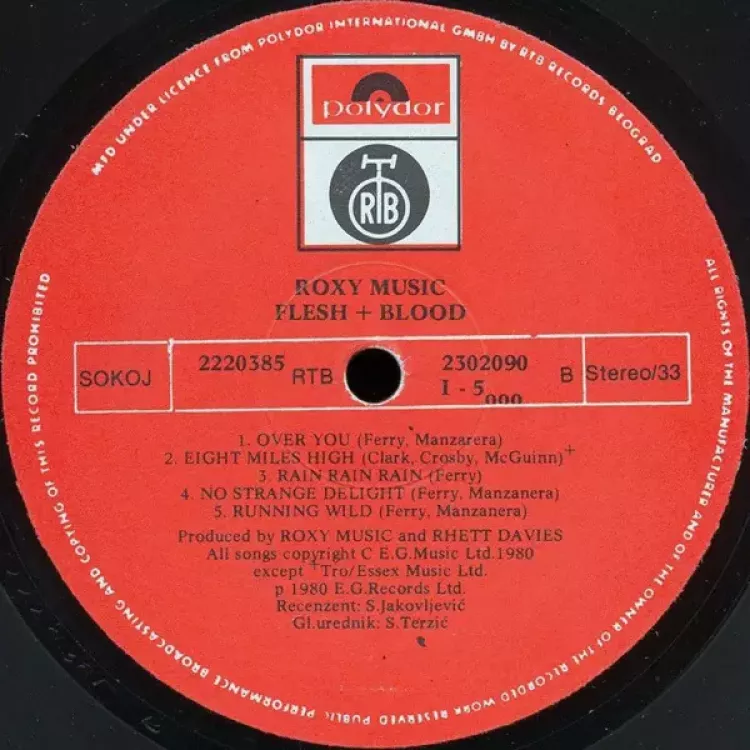 MFD UNDER LICENCE FROM POLYDOR INTERNATIONAL GMBH BY RTB RECORDS BEOGRAD
polydor
RTB
ROXY MUSIC
FLESH + BLOOD
SOKOJ
2220385 RTB
2302090
I - 5000
B
Stereo/33
1. OVER YOU (Ferry, Manzarera)
2. EIGHT MILES HIGH (Clark, Crosby, McGuinn)+
3. RAIN RAIN RAIN (Ferry)
4. NO STRANGE DELIGHT (Ferry, Manzanera)
5. RUNNING WILD (Ferry, Manzanera)
Produced by ROXY MUSIC and RHETT DAVIES
All songs copyright C E.G.Music Ltd.1980
except +Tro/Essex Music Ltd.
p 1980 E.G.Records Ltd.
Recenzent: S.Jakovljević
Gl.urednik: S.Terzić
ALL RIGHTS OF THE MANUFACTURER AND OF THE OWNER OF THE RECORDED WORK RESERVED PUBLIC PERFORMANCE BROADCASTING AND COPYING OF THIS RECORD PROHIBITED